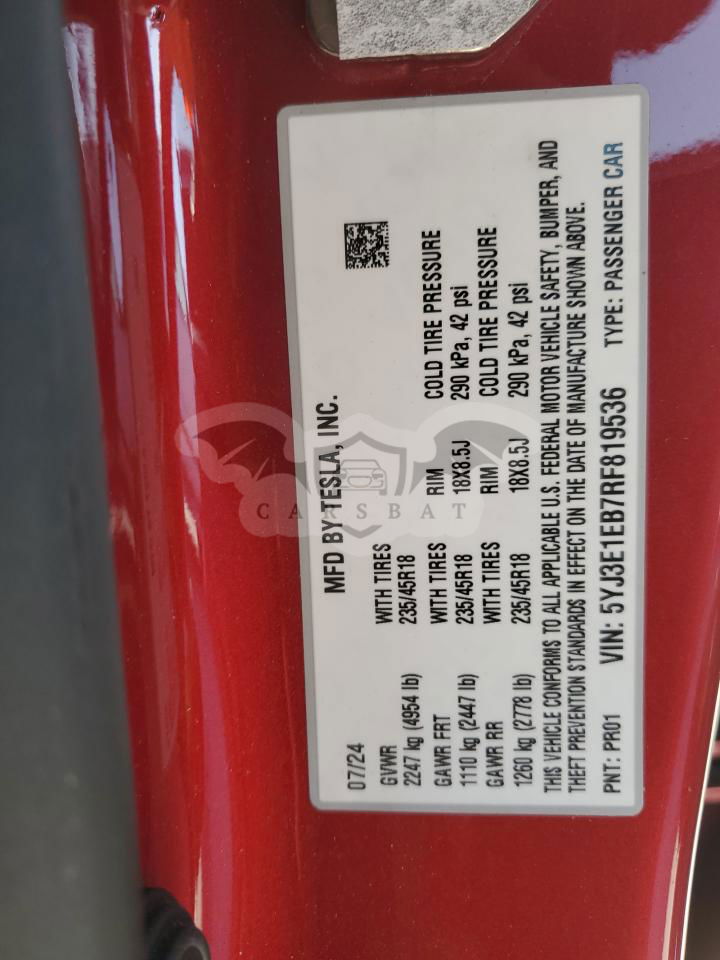 MFD BY TESLA, INC.
07/24
GVWR WITH TIRES
2247 kg (4954 lb) 235/45R18
GAWR FRT WITH TIRES RIM COLD TIRE PRESSURE
1110 kg (2447 lb) 235/45R18 18X8.5J 290 kPa, 42 psi
GAWR RR WITH TIRES RIM COLD TIRE PRESSURE
1260 kg (2778 lb) 235/45R18 18X8.5J 290 kPa, 42 psi
THIS VEHICLE CONFORMS TO ALL APPLICABLE U.S. FEDERAL MOTOR VEHICLE SAFETY, BUMPER, AND
THEFT PREVENTION STANDARDS IN EFFECT ON THE DATE OF MANUFACTURE SHOWN ABOVE.
PNT: PR01 VIN: 5YJ3E1EB7RF819536 TYPE: PASSENGER CAR
CARSBAT